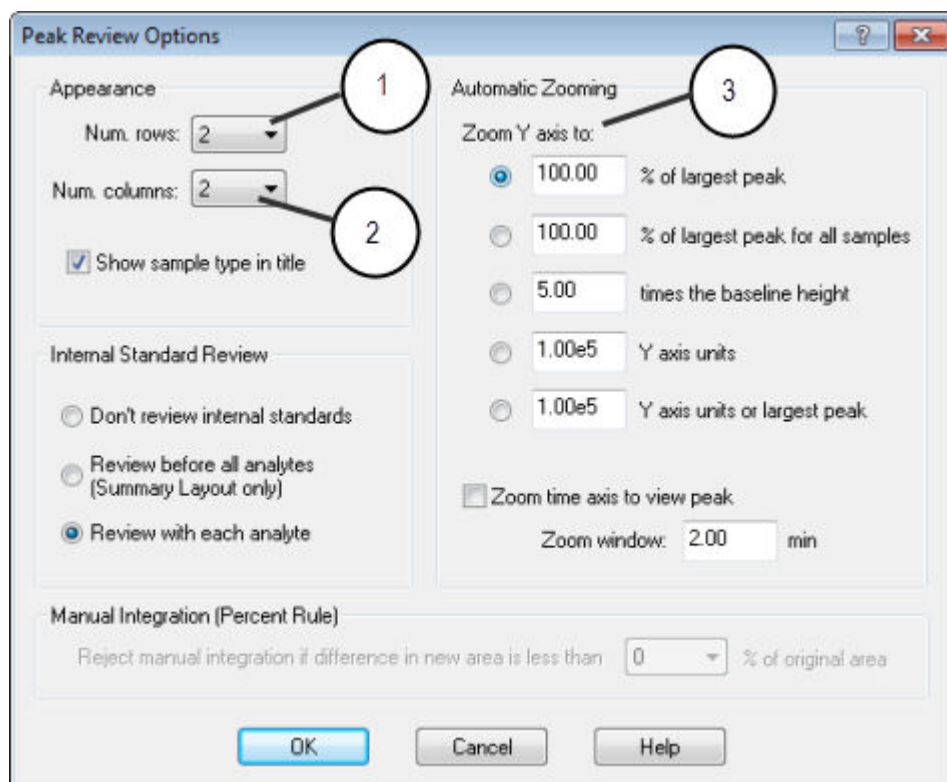 Peak Review Options
?
Appearance
1
Num. rows: 2
Num. columns: 2
2
Show sample type in title
Internal Standard Review
Don't review internal standards
Review before all analytes
(Summary Layout only)
Review with each analyte
Automatic Zooming
3
Zoom Y axis to:
100.00 % of largest peak
100.00 % of largest peak for all samples
5.00 times the baseline height
1.00e5 Y axis units
1.00e5 Y axis units or largest peak
Zoom time axis to view peak
Zoom window: 2.00 min
Manual Integration (Percent Rule)
Reject manual integration if difference in new area is less than 0 % of original area
OK Cancel Help